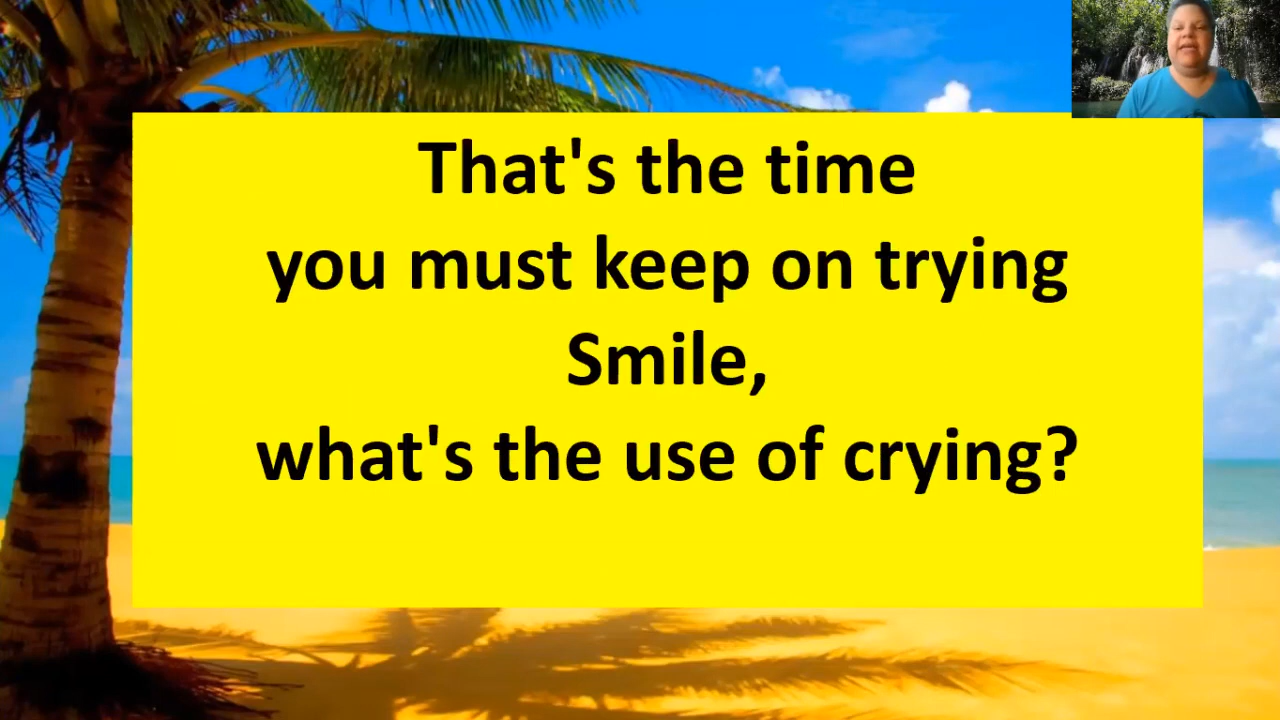 That's the time
you must keep on trying
Smile,
what's the use of crying?